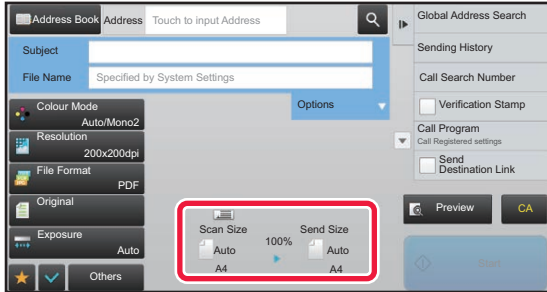 Address Book Address Touch to input Address
Subject
File Name Specified by System Settings
Options
Colour Mode
Auto/Mono2
Resolution
200x200dpi
File Format
PDF
Original
Exposure
Auto
Others
Scan Size
Auto
A4
100%
Send Size
Auto
A4
Global Address Search
Sending History
Call Search Number
Verification Stamp
Call Program
Call Registered settings
Send
Destination Link
Preview
CA
Start